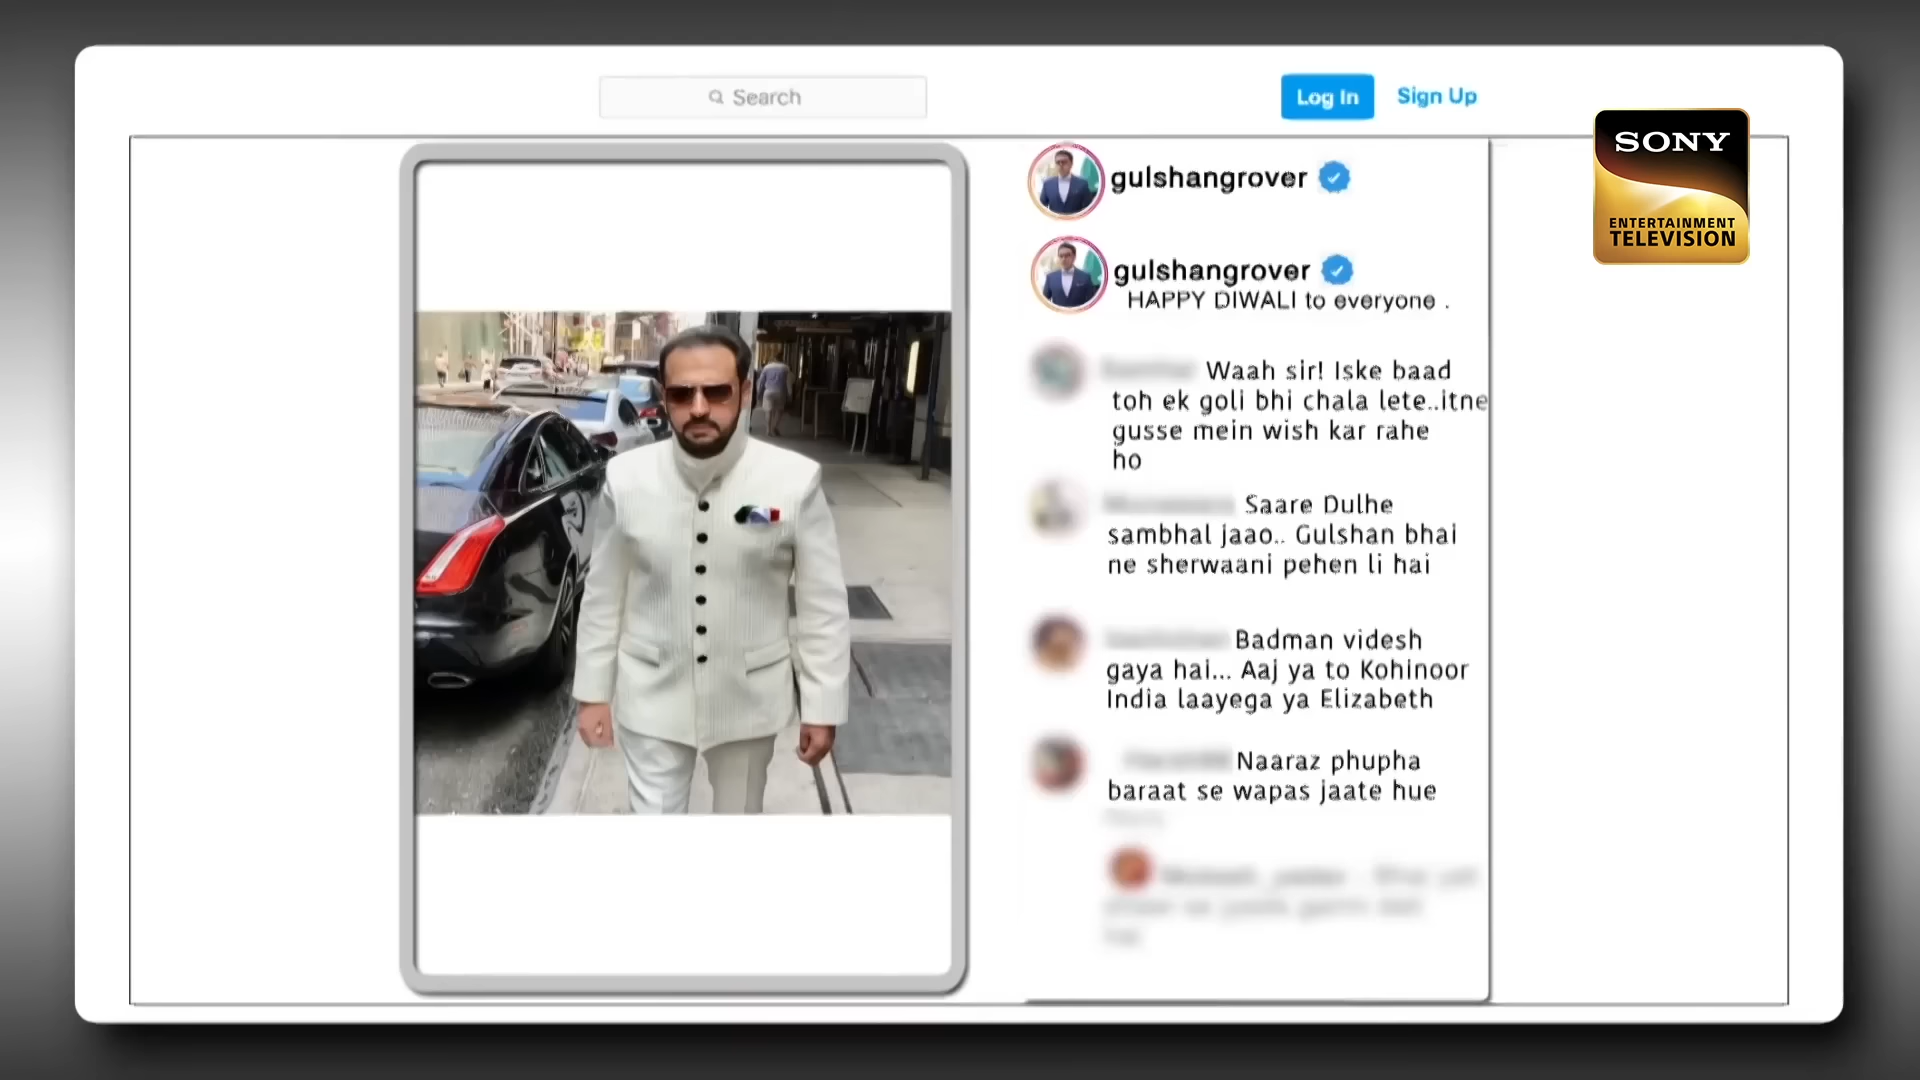 Search
Log In
Sign Up
SONY
ENTERTAINMENT
TELEVISION
gulshangrover
gulshangrover
HAPPY DIWALI to everyone .
Waah sir! Iske baad
toh ek goli bhi chala lete..itne
gusse mein wish kar rahe
ho
Saare Dulhe
sambhal jaao.. Gulshan bhai
ne sherwaani pehen li hai
Badman videsh
gaya hai... Aaj ya to Kohinoor
India laayega ya Elizabeth
Naaraz phupha
baraat se wapas jaate hue